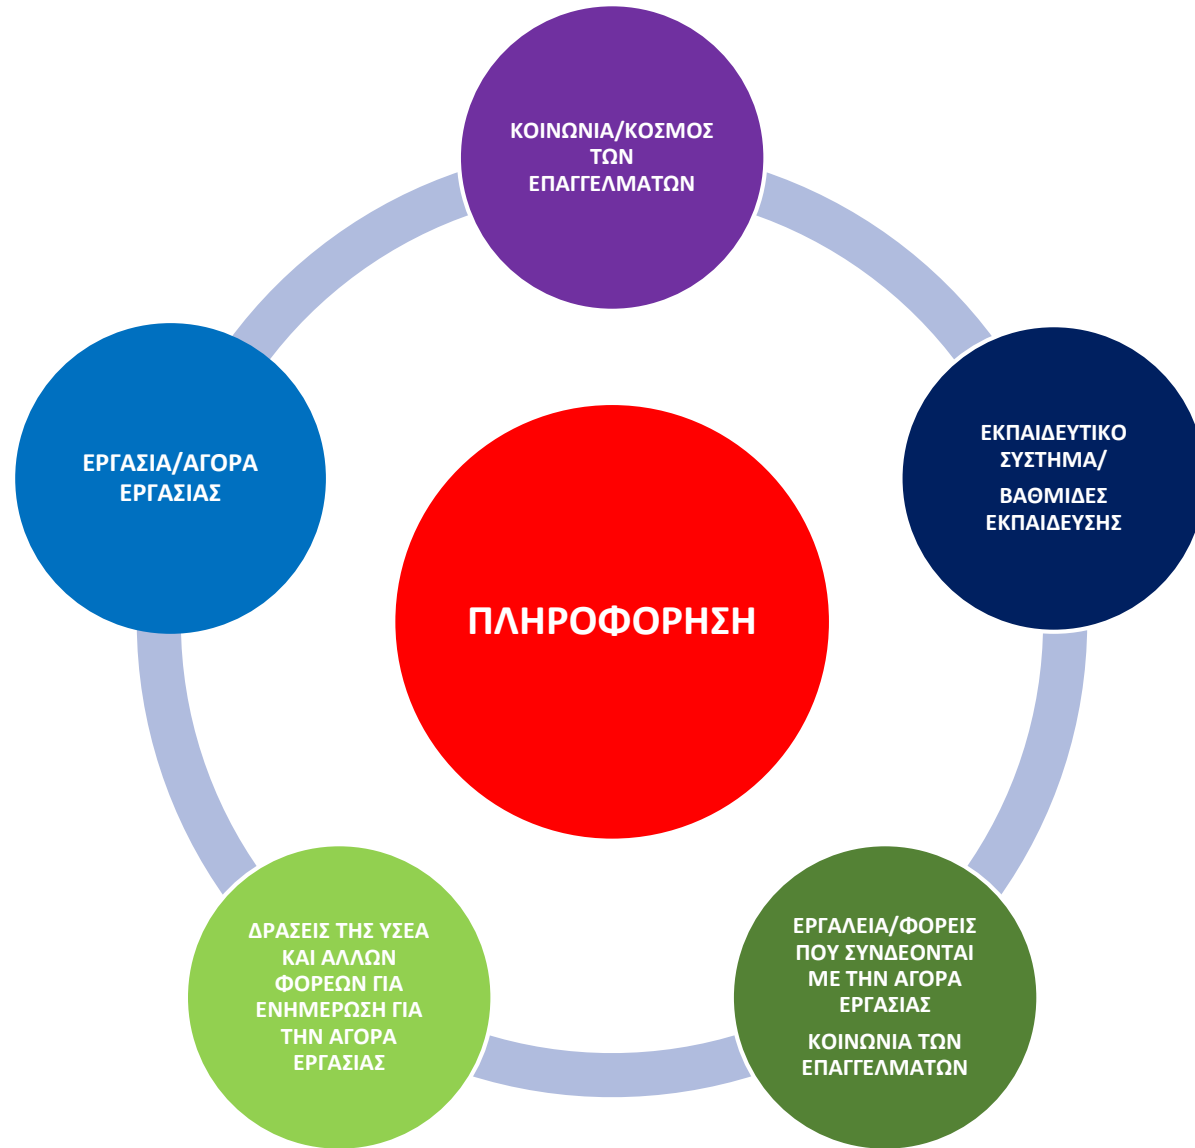 ΚΟΙΝΩΝΙΑ/ΚΟΣΜΟΣ
ΤΩΝ
ΕΠΑΓΓΕΛΜΑΤΩΝ
ΕΚΠΑΙΔΕΥΤΙΚΟ
ΣΥΣΤΗΜΑ/
ΒΑΘΜΙΔΕΣ
ΕΚΠΑΙΔΕΥΣΗΣ
ΕΡΓΑΣΙΑ/ΑΓΟΡΑ
ΕΡΓΑΣΙΑΣ
ΠΛΗΡΟΦΟΡΗΣΗ
ΕΡΓΑΛΕΙΑ/ΦΟΡΕΙΣ
ΠΟΥ ΣΥΝΔΕΟΝΤΑΙ
ΜΕ ΤΗΝ ΑΓΟΡΑ
ΕΡΓΑΣΙΑΣ
ΚΟΙΝΩΝΙΑ ΤΩΝ
ΕΠΑΓΓΕΛΜΑΤΩΝ
ΔΡΑΣΕΙΣ ΤΗΣ ΥΣΕΑ
ΚΑΙ ΑΛΛΩΝ
ΦΟΡΕΩΝ ΓΙΑ
ΕΝΗΜΕΡΩΣΗ ΓΙΑ
ΤΗΝ ΑΓΟΡΑ
ΕΡΓΑΣΙΑΣ